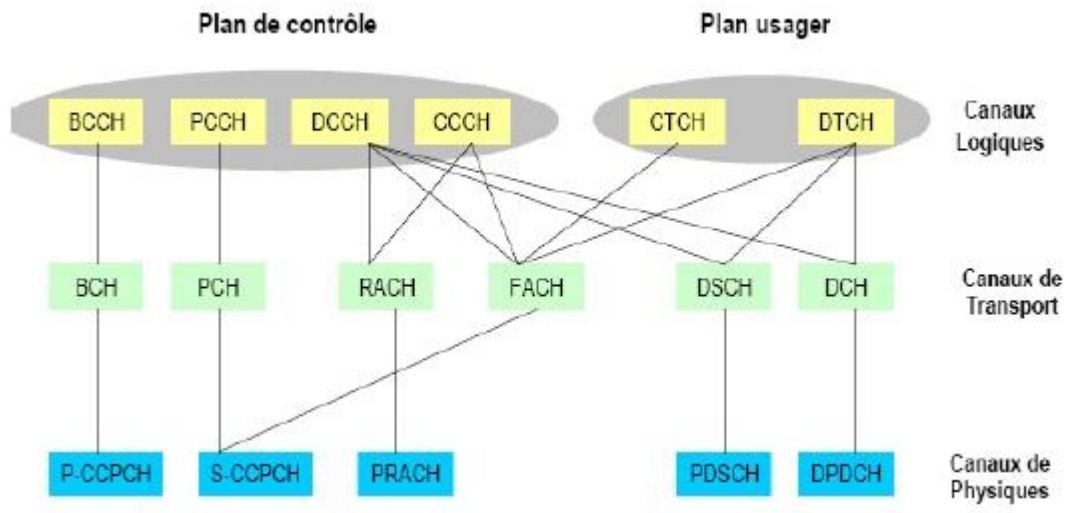 Plan de contrôle Plan usager
BCCH PCCH DCCH CCCH CTCH DTCH
Canaux
Logiques
BCH PCH RACH FACH DSCH DCH
Canaux de
Transport
P-CCPCH S-CCPCH PRACH PDSCH DPDCH
Canaux de
Physiques